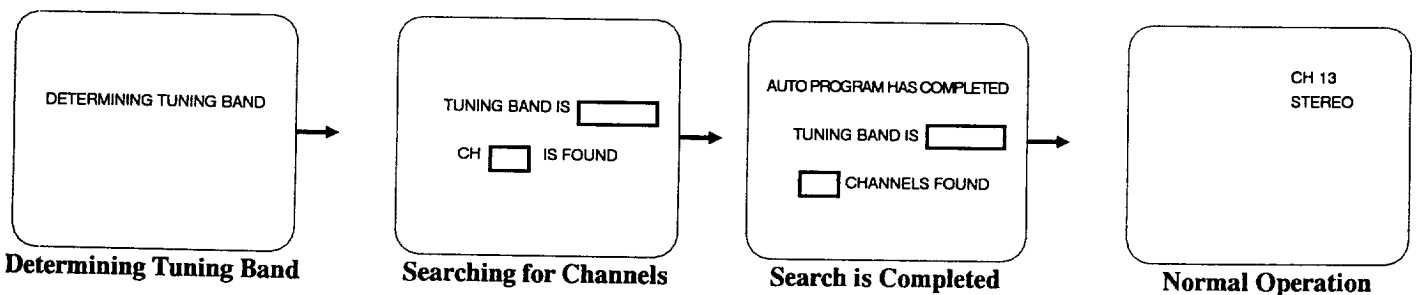 DETERMINING TUNING BAND
Determining Tuning Band
TUNING BAND IS
CH IS FOUND
Searching for Channels
AUTO PROGRAM HAS COMPLETED
TUNING BAND IS
CHANNELS FOUND
Search is Completed
CH 13
STEREO
Normal Operation